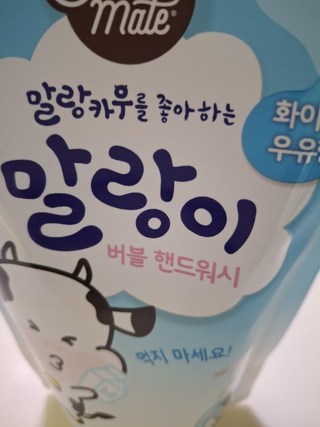 mate®
말랑카우를 좋아하는
화이
우유
말랑이
버블 핸드워시
먹지 마세요!